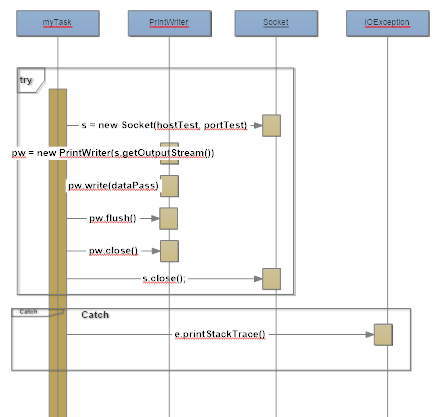 myTask PrintWriter Socket IOException
try
s = new Socket(hostTest, portTest)
pw = new PrintWriter(s.getOutputStream())
pw.write(dataPass)
pw.flush()
pw.close()
s.close();
Catch Catch
e.printStackTrace()